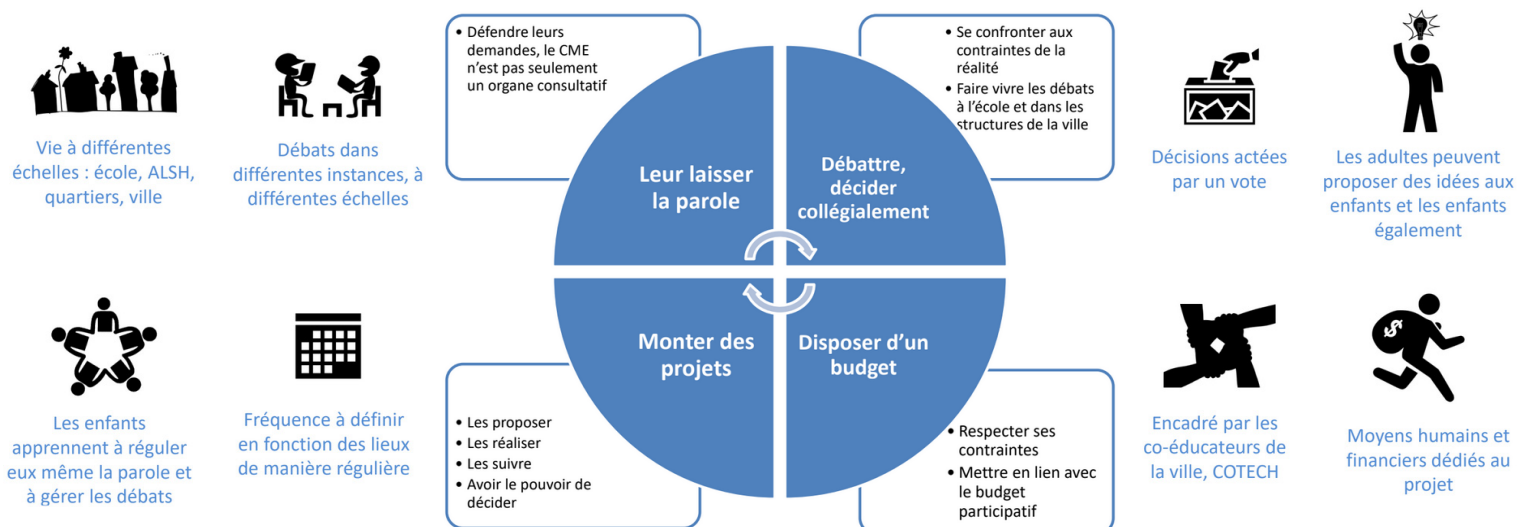 Vie à différentes
échelles : école, ALSH,
quartiers, ville
Débats dans
différentes instances, à
différentes échelles
• Défendre leurs
demandes, le CME
n'est pas seulement
un organe consultatif
Leur laisser
la parole
• Se confronter aux
contraintes de la
réalité
• Faire vivre les débats
à l'école et dans les
structures de la ville
Débattre,
décider
collégialement
Décisions actées
par un vote
Les adultes peuvent
proposer des idées aux
enfants et les enfants
également
Les enfants
apprennent à réguler
eux même la parole et
à gérer les débats
Fréquence à définir
en fonction des lieux
de manière régulière
Monter des
projets
• Les proposer
• Les réaliser
• Les suivre
• Avoir le pouvoir de
décider
Disposer d'un
budget
• Respecter ses
contraintes
• Mettre en lien avec
le budget
participatif
Encadré par les
co-éducateurs de
la ville, COTECH
$
Moyens humains et
financiers dédiés au
projet